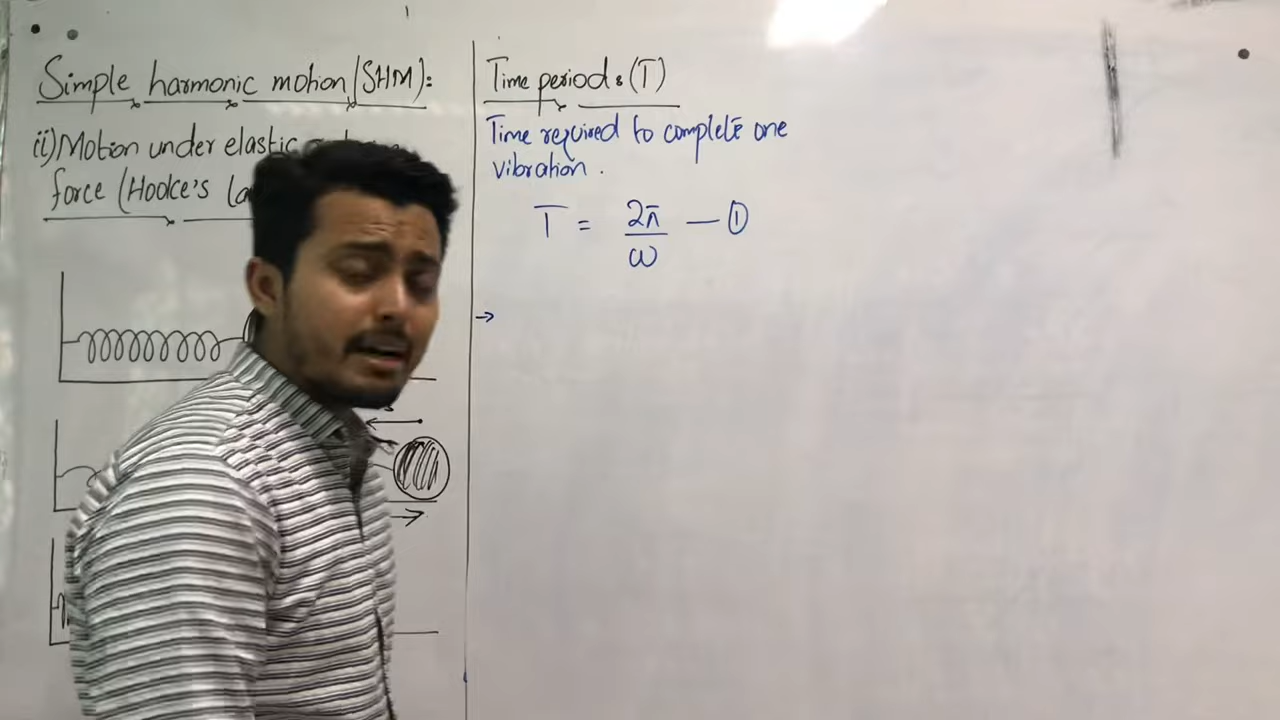 Simple harmonic motion (SHM):
ii) Motion under elastic
force (Hooke's
Time period : (T)
Time required to complete one
vibration.
T = 2π/ω — ①
→